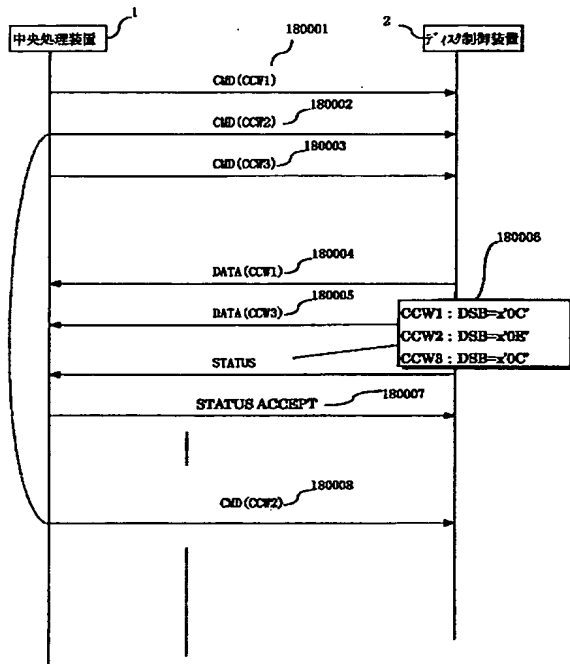 1
中央処理装置
2
ディスク制御装置
180001
CMD(CCW1)
180002
CMD(CCW2)
180003
CMD(CCW3)
180004
DATA(CCW1)
180005
DATA(CCW3)
180006
CCW1 : DSB=x'0C'
CCW2 : DSB=x'0E'
CCW3 : DSB=x'0C'
STATUS
STATUS ACCEPT
180007
180008
CMD(CCW2)